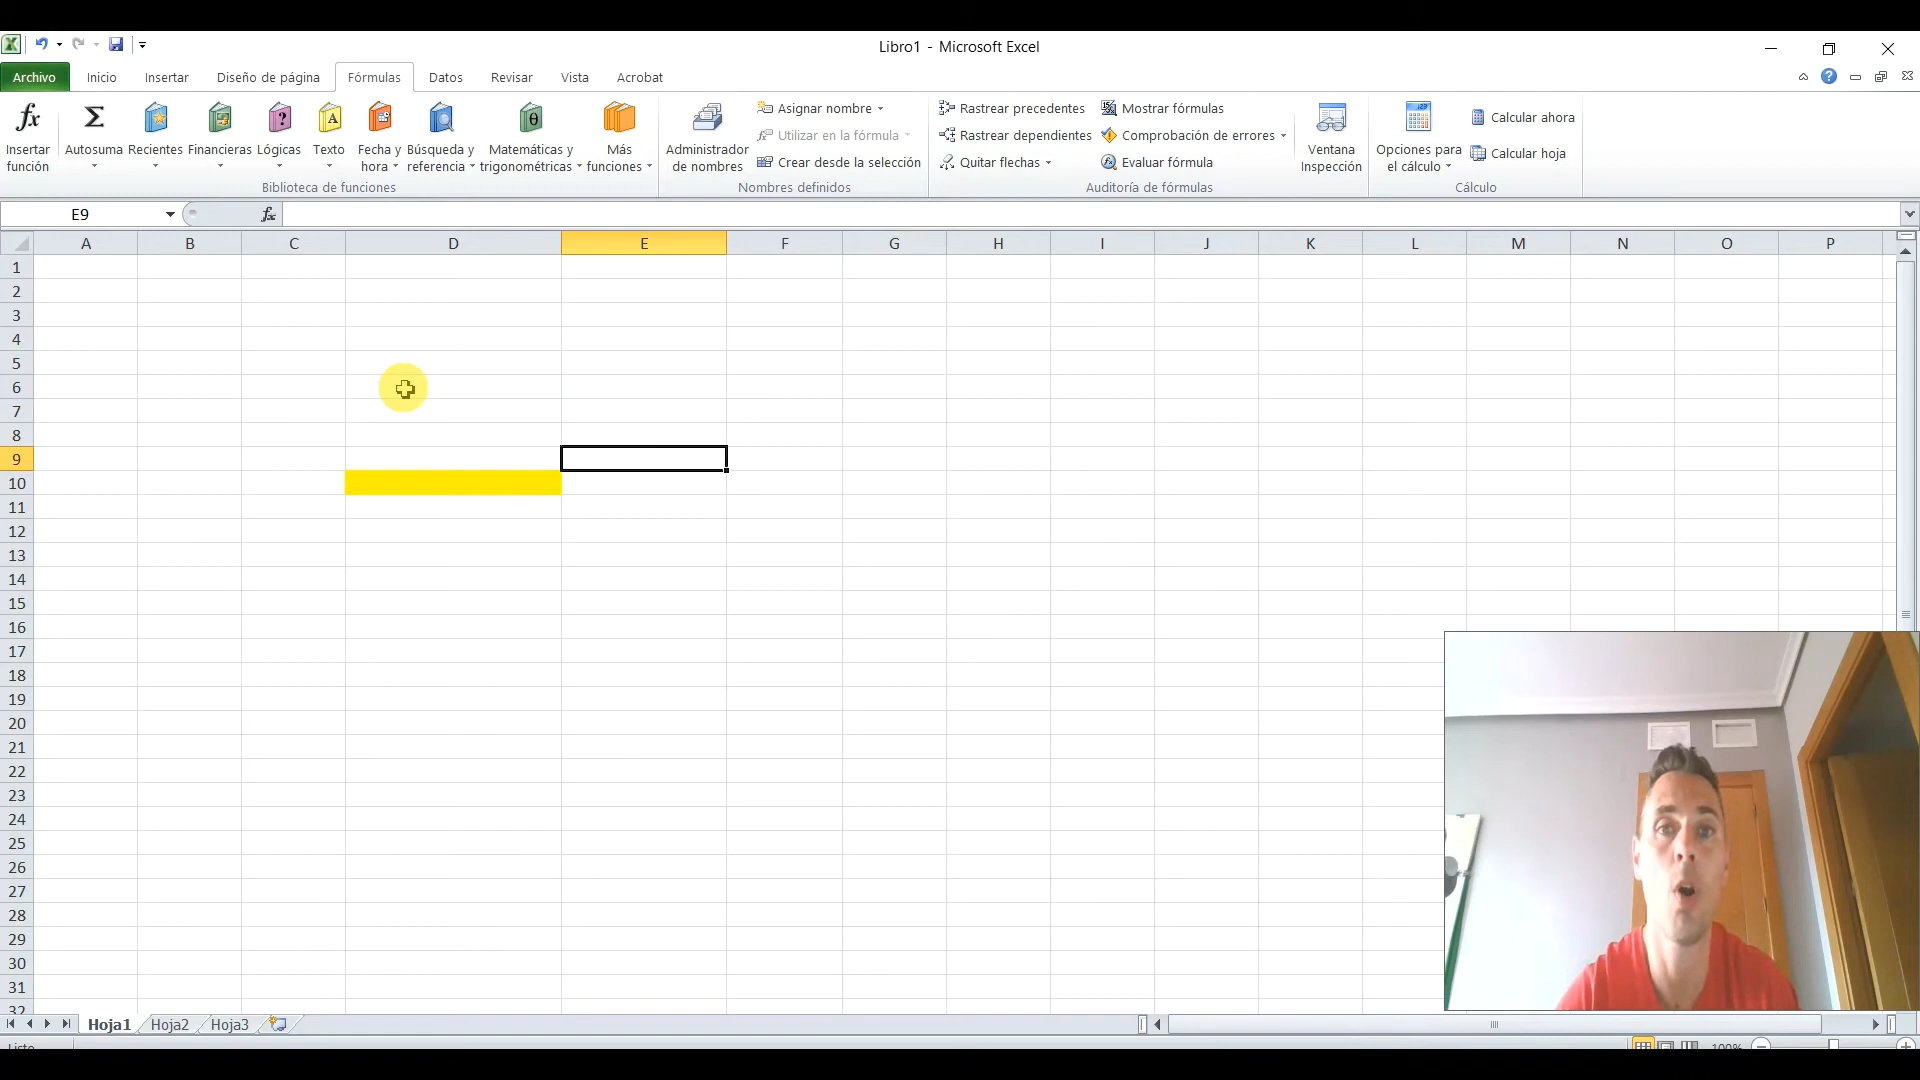 Libro1 - Microsoft Excel
Archivo Inicio Insertar Diseño de página Fórmulas Datos Revisar Vista Acrobat
Insertar función
Autosuma
Recientes
Financieras
Lógicas
Texto
Fecha y hora
Búsqueda y referencia
Matemáticas y trigonométricas
Más funciones
Biblioteca de funciones
Administrador de nombres
Asignar nombre
Utilizar en la fórmula
Crear desde la selección
Nombres definidos
Rastrear precedentes
Rastrear dependientes
Quitar flechas
Mostrar fórmulas
Comprobación de errores
Evaluar fórmula
Auditoría de fórmulas
Ventana Inspección
Opciones para el cálculo
Calcular ahora
Calcular hoja
Cálculo
E9
A B C D E F G H I J K L M N O P
1
2
3
4
5
6
7
8
9
10
11
12
13
14
15
16
17
18
19
20
21
22
23
24
25
26
27
28
29
30
31
32
Hoja1 Hoja2 Hoja3
Listo 100%